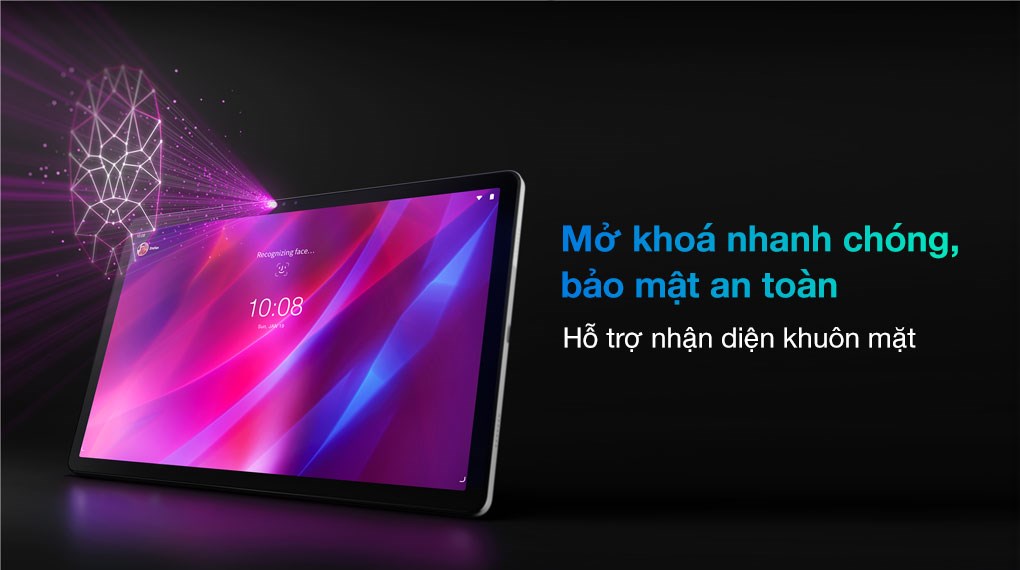 Mở khoá nhanh chóng,
bảo mật an toàn
Hỗ trợ nhận diện khuôn mặt
Recognizing face...
10:08